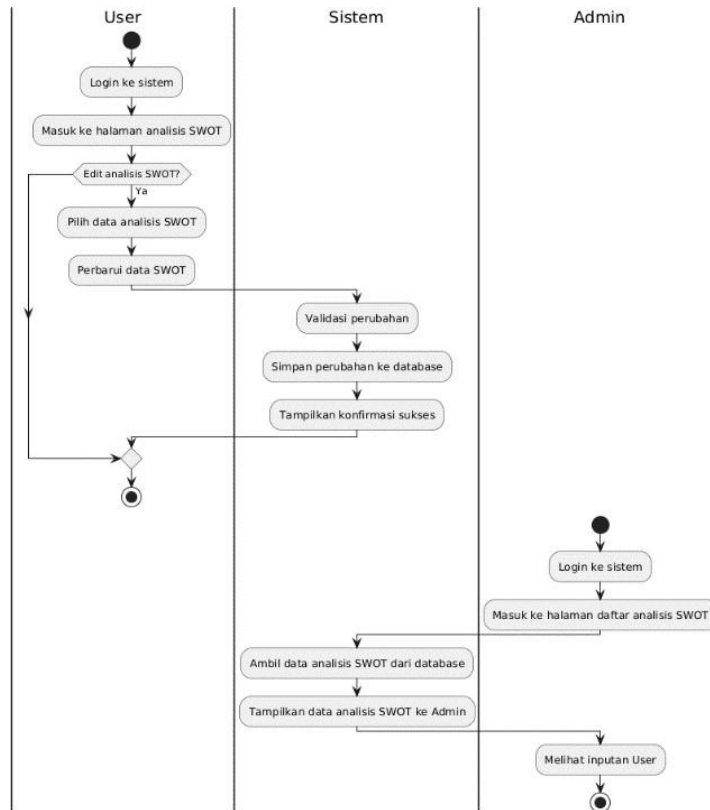 User
Sistem
Admin
Login ke sistem
Masuk ke halaman analisis SWOT
Edit analisis SWOT?
Ya
Pilih data analisis SWOT
Perbarui data SWOT
Validasi perubahan
Simpan perubahan ke database
Tampilkan konfirmasi sukses
Login ke sistem
Masuk ke halaman daftar analisis SWOT
Ambil data analisis SWOT dari database
Tampilkan data analisis SWOT ke Admin
Melihat inputan User